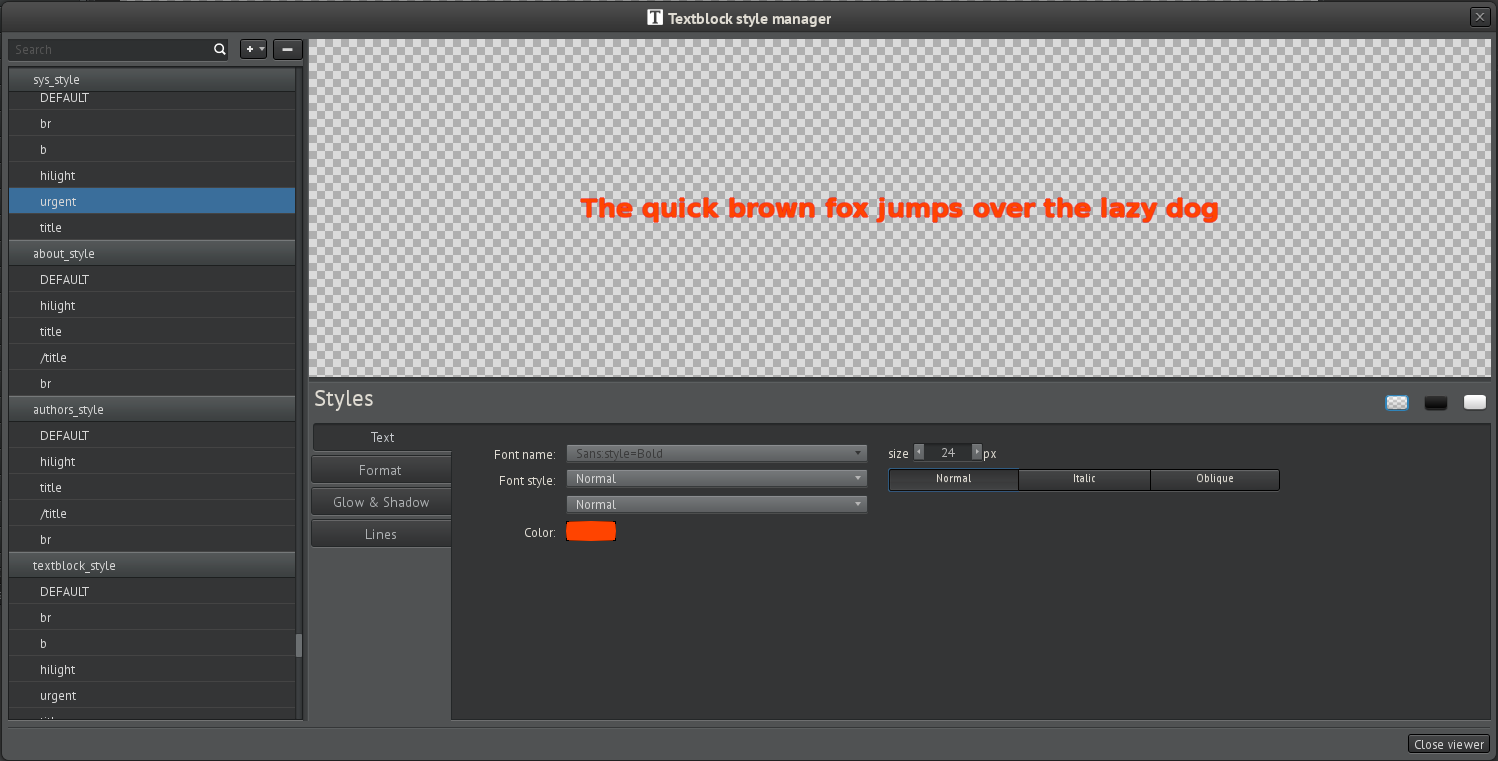 Textblock style manager
Search
sys_style
DEFAULT
br
b
hilight
urgent
title
about_style
DEFAULT
hilight
title
/title
br
authors_style
DEFAULT
hilight
title
/title
br
textblock_style
DEFAULT
br
b
hilight
urgent
The quick brown fox jumps over the lazy dog
Styles
Text
Format
Glow & Shadow
Lines
Font name: Sans:style=Bold size 24 px
Font style: Normal Normal Italic Oblique
Normal
Color:
Close viewer